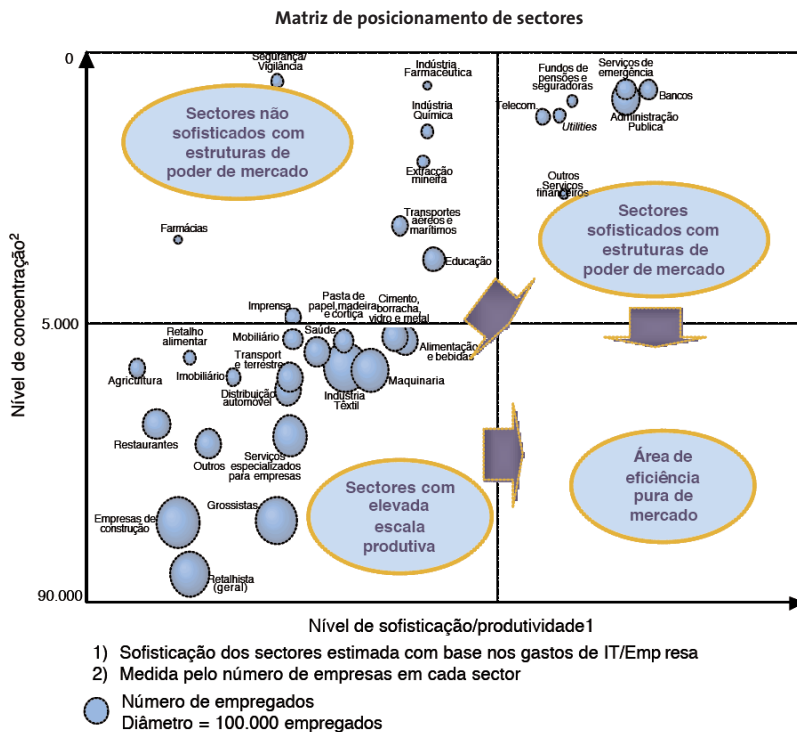 Matriz de posicionamento de sectores
0
5.000
90.000
Nível de concentração2
Segurança/
Vigilância
Indústria
Farmacêutica
Indústria
Química
Extracção
mineira
Transportes
aéreos e
marítimos
Educação
Farmácias
Sectores não
sofisticados com
estruturas de
poder de mercado
Fundos de
pensões e
seguradoras
Serviços de
emergência
Bancos
Telecom
Utilities
Administração
Publica
Outros
Serviços
financeiros
Sectores
sofisticados com
estruturas de
poder de mercado
Imprensa
Pasta de
papel,madeira
e cortiça
Cimento,
borracha,
vidro e metal
Retalho
alimentar
Mobiliário
Saúde
Alimentação
e bebidas
Agricultura
Imobiliário
Transport
e terrestre
Maquinaria
Distribuição
automóvel
Indústria
Têxtil
Restaurantes
Outros
Serviços
especializados
para empresas
Empresas de
construção
Grossistas
Retalhista
(geral)
Sectores com
elevada
escala
produtiva
Área de
eficiência
pura de
mercado
Nível de sofisticação/produtividade1
1) Sofisticação dos sectores estimada com base nos gastos de IT/Emp resa
2) Medida pelo número de empresas em cada sector
Número de empregados
Diâmetro = 100.000 empregados